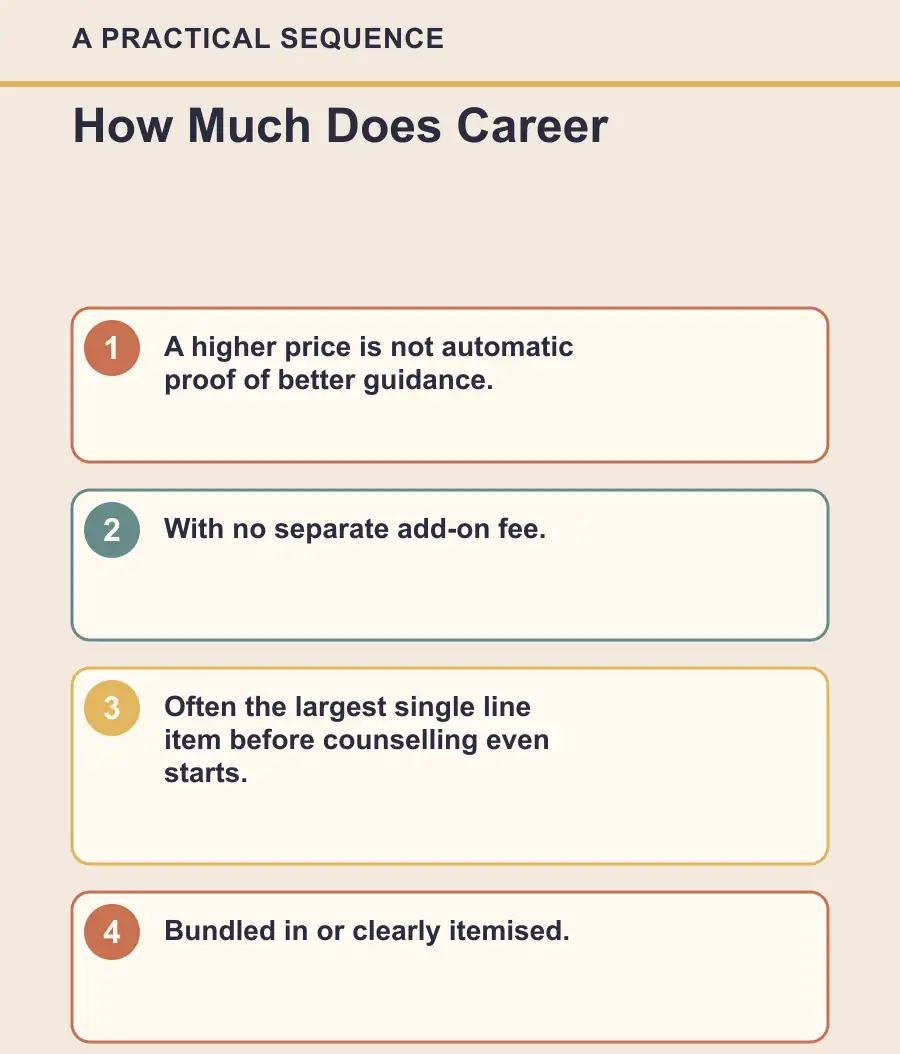 A PRACTICAL SEQUENCE
How Much Does Career
1
A higher price is not automatic
proof of better guidance.
2
With no separate add-on fee.
3
Often the largest single line
item before counselling even
starts.
4
Bundled in or clearly itemised.